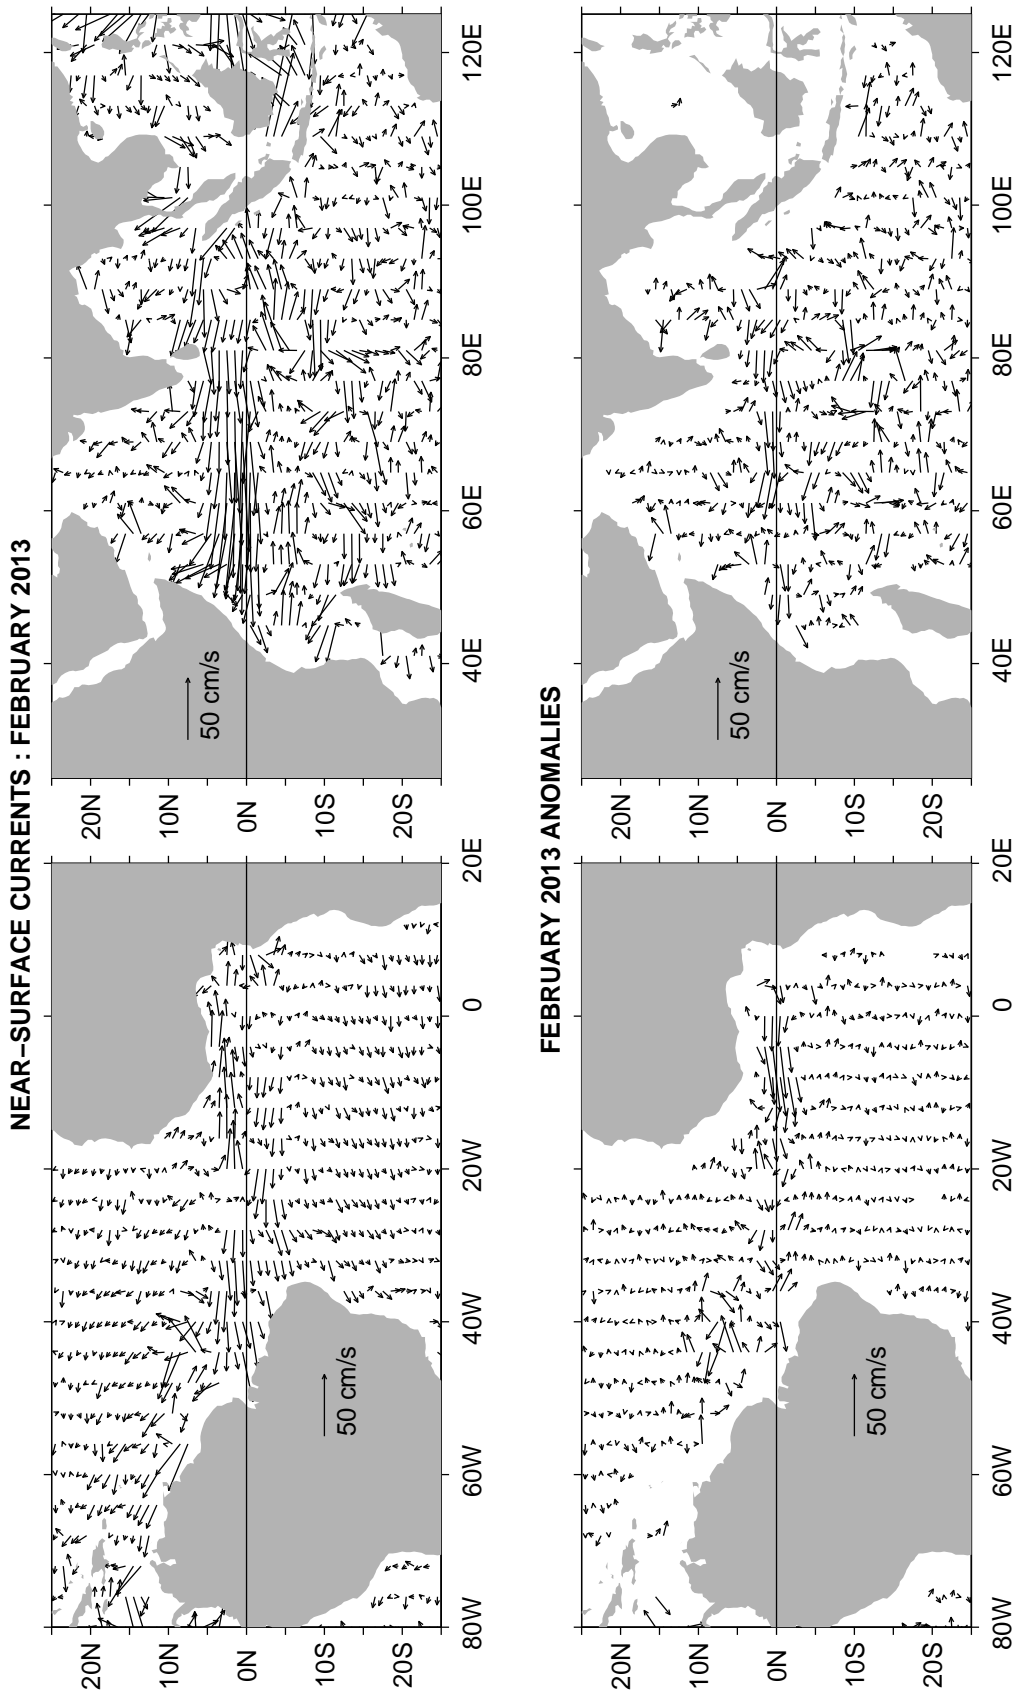 NEAR–SURFACE CURRENTS : FEBRUARY 2013
20N
10N
0N
10S
20S
50 cm/s
80W
60W
40W
20W
0
20E
20N
10N
0N
10S
20S
50 cm/s
40E
60E
80E
100E
120E
FEBRUARY 2013 ANOMALIES
20N
10N
0N
10S
20S
50 cm/s
80W
60W
40W
20W
0
20E
20N
10N
0N
10S
20S
50 cm/s
40E
60E
80E
100E
120E